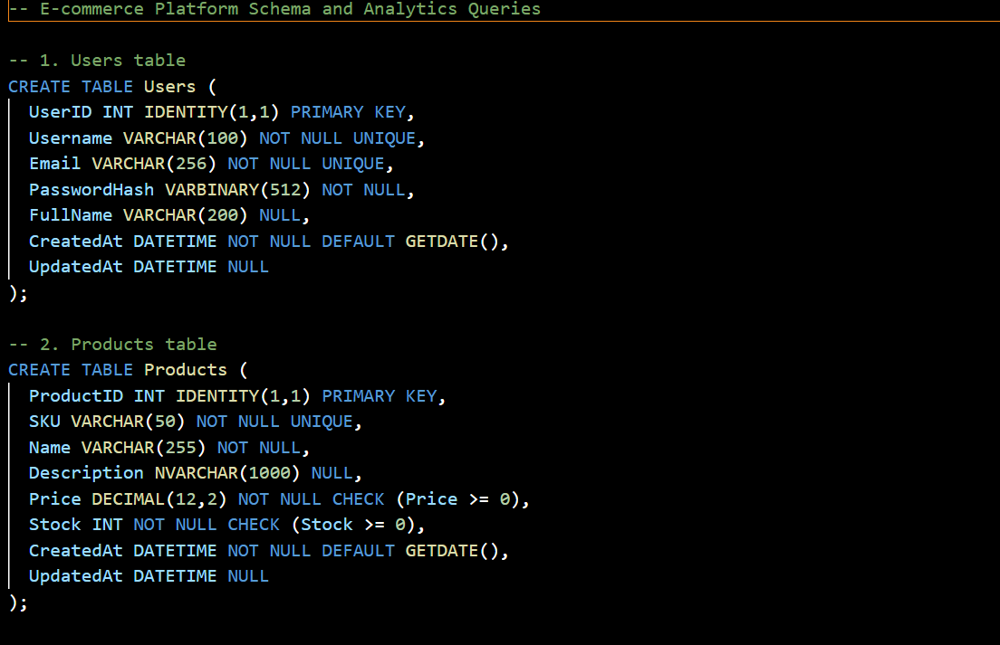 -- E-commerce Platform Schema and Analytics Queries
-- 1. Users table
CREATE TABLE Users (
UserID INT IDENTITY(1,1) PRIMARY KEY,
Username VARCHAR(100) NOT NULL UNIQUE,
Email VARCHAR(256) NOT NULL UNIQUE,
PasswordHash VARBINARY(512) NOT NULL,
FullName VARCHAR(200) NULL,
CreatedAt DATETIME NOT NULL DEFAULT GETDATE(),
UpdatedAt DATETIME NULL
);
-- 2. Products table
CREATE TABLE Products (
ProductID INT IDENTITY(1,1) PRIMARY KEY,
SKU VARCHAR(50) NOT NULL UNIQUE,
Name VARCHAR(255) NOT NULL,
Description NVARCHAR(1000) NULL,
Price DECIMAL(12,2) NOT NULL CHECK (Price >= 0),
Stock INT NOT NULL CHECK (Stock >= 0),
CreatedAt DATETIME NOT NULL DEFAULT GETDATE(),
UpdatedAt DATETIME NULL
);